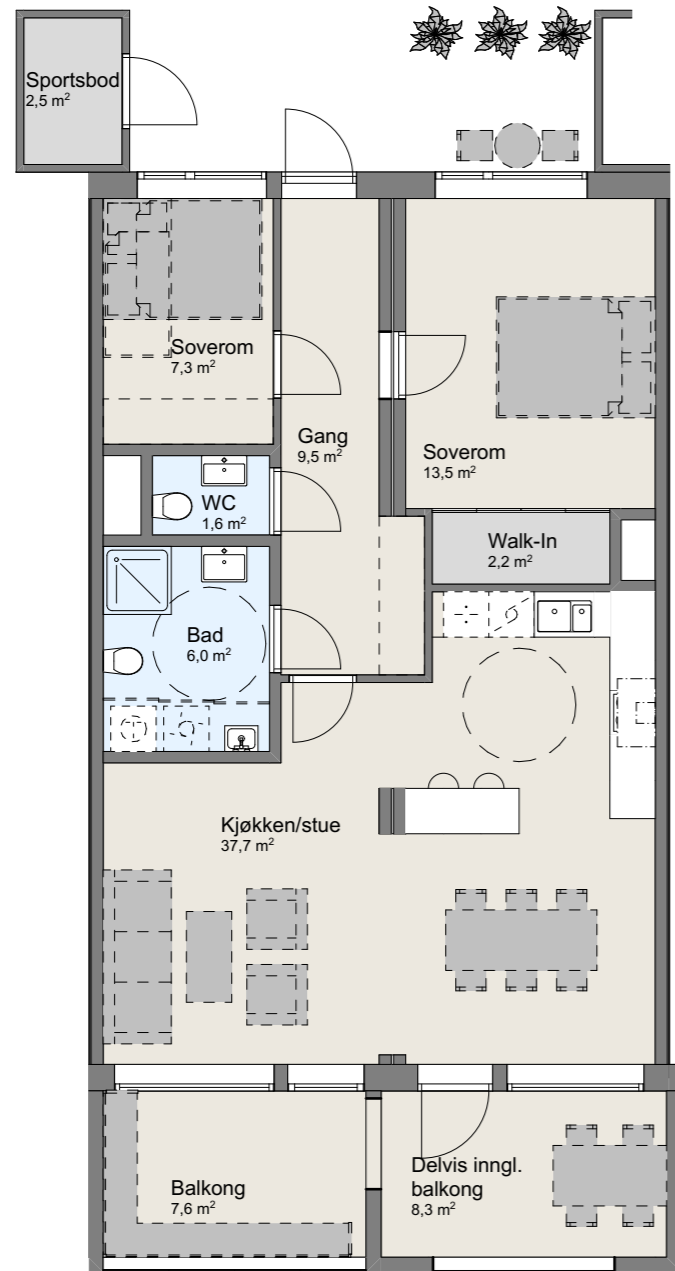 Sportsbod
2,5 m²
Soverom
7,3 m²
Gang
9,5 m²
Soverom
13,5 m²
WC
1,6 m²
Walk-In
2,2 m²
Bad
6,0 m²
Kjøkken/stue
37,7 m²
Balkong
7,6 m²
Delvis inngl.
balkong
8,3 m²